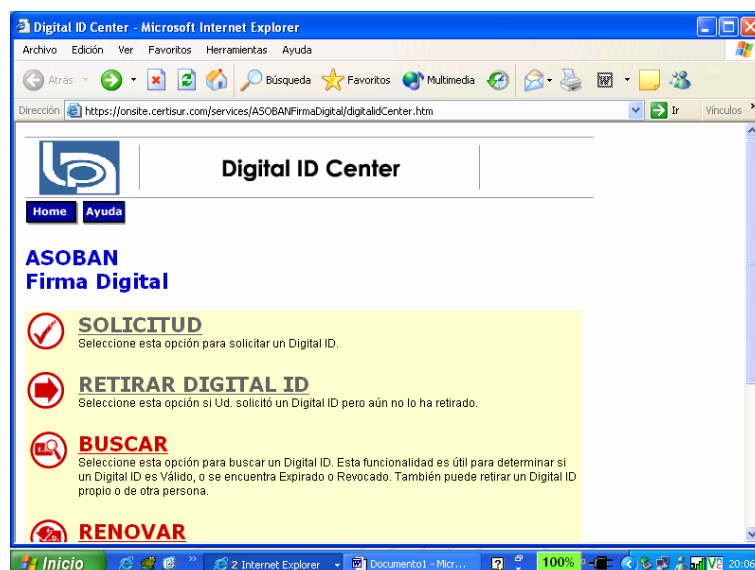 Digital ID Center - Microsoft Internet Explorer
Archivo Edición Ver Favoritos Herramientas Ayuda
Atrás Búsqueda Favoritos Multimedia
Dirección https://onsite.certisur.com/services/ASOBANFirmaDigital/digitalidCenter.htm Ir Vínculos »
Digital ID Center
Home Ayuda
ASOBAN
Firma Digital
SOLICITUD
Seleccione esta opción para solicitar un Digital ID.
RETIRAR DIGITAL ID
Seleccione esta opción si Ud. solicitó un Digital ID pero aún no lo ha retirado.
BUSCAR
Seleccione esta opción para buscar un Digital ID. Esta funcionalidad es útil para determinar si
un Digital ID es Válido, o se encuentra Expirado o Revocado. También puede retirar un Digital ID
propio o de otra persona.
RENOVAR
Inicio » 2 Internet Explorer Documento1 - Micr... 100%